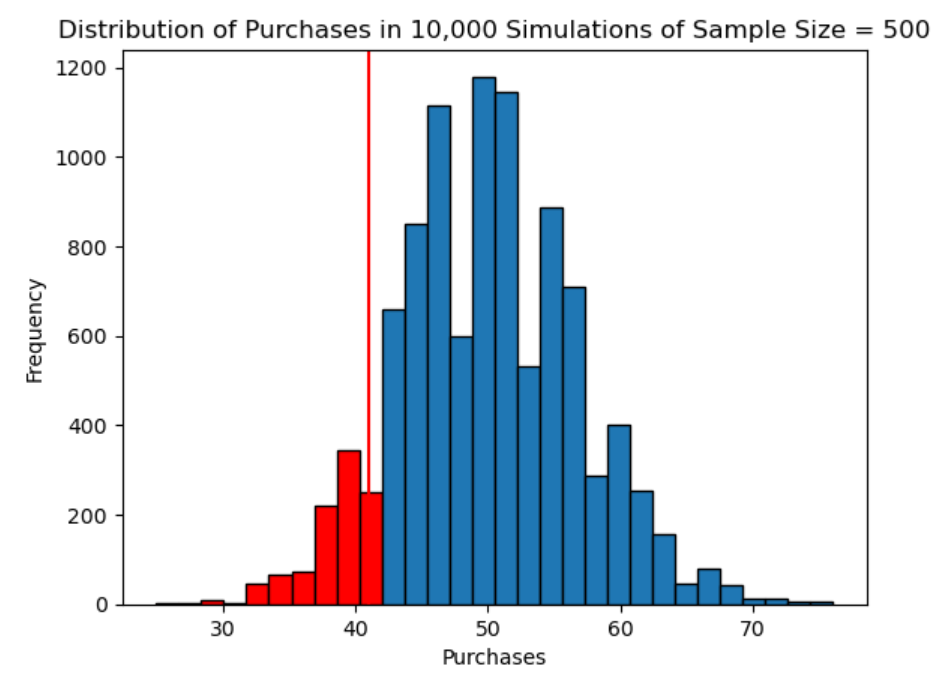 Distribution of Purchases in 10,000 Simulations of Sample Size = 500
1200
1000
800
600
400
200
0
Frequency
30 40 50 60 70
Purchases